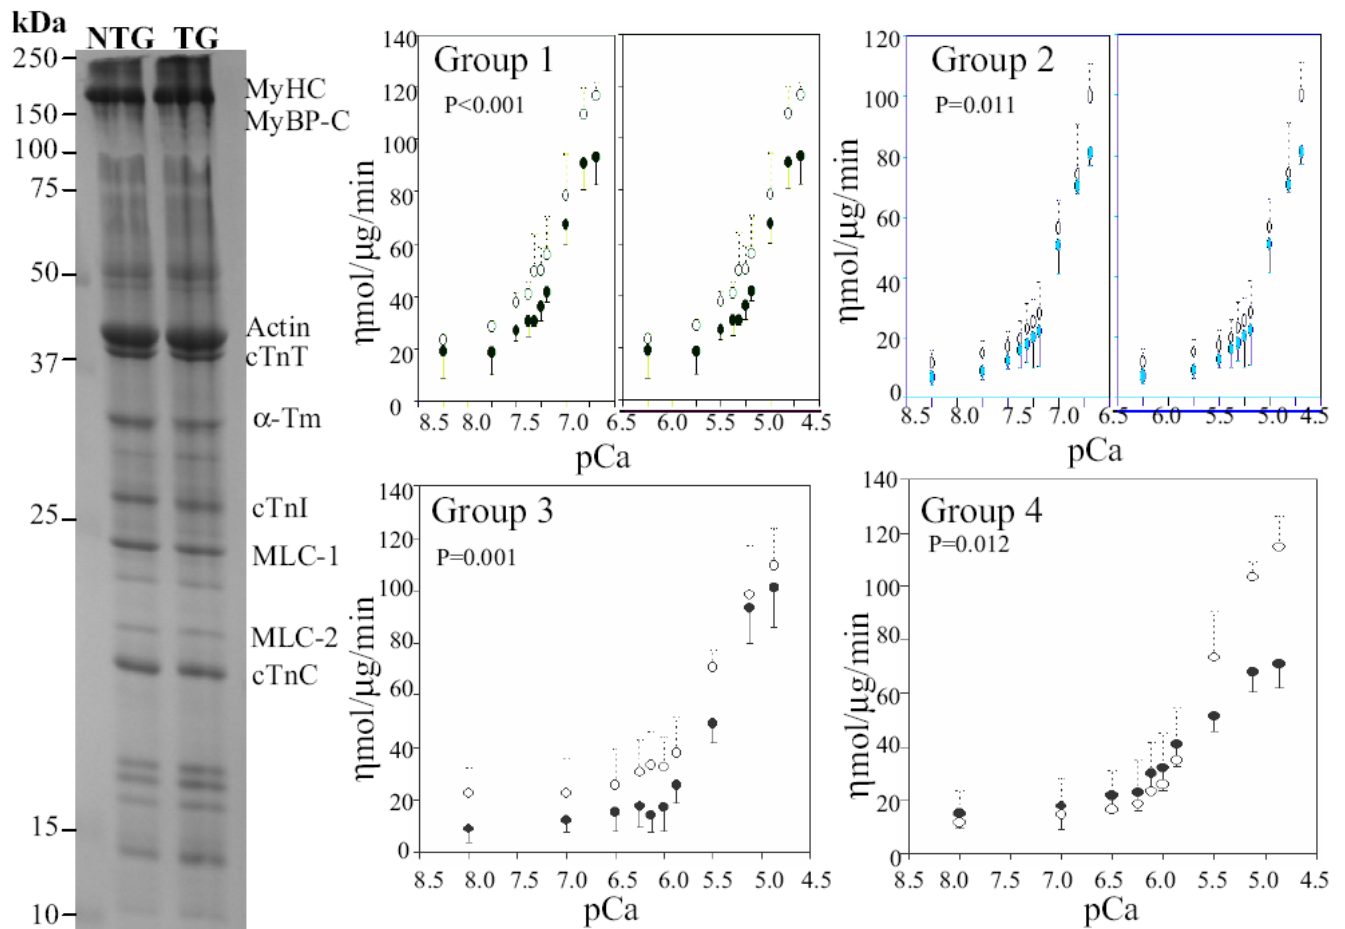 kDa
NTG TG
250
150
100
75
50
37
25
15
10
MyHC
MyBP-C
Actin
cTnT
α-Tm
cTnI
MLC-1
MLC-2
cTnC
Group 1
P<0.001
ηmol/μg/min
140
120
100
80
60
40
20
0
8.5 8.0 7.5 7.0 6.5 6.0 5.5 5.0 4.5
pCa
Group 2
P=0.011
ηmol/μg/min
120
100
80
60
40
20
0
8.5 8.0 7.5 7.0 6.5 6.0 5.5 5.0 4.5
pCa
Group 3
P=0.001
ηmol/μg/min
140
120
100
80
60
40
20
0
8.5 8.0 7.5 7.0 6.5 6.0 5.5 5.0 4.5
pCa
Group 4
P=0.012
ηmol/μg/min
140
120
100
80
60
40
20
0
8.5 8.0 7.5 7.0 6.5 6.0 5.5 5.0 4.5
pCa